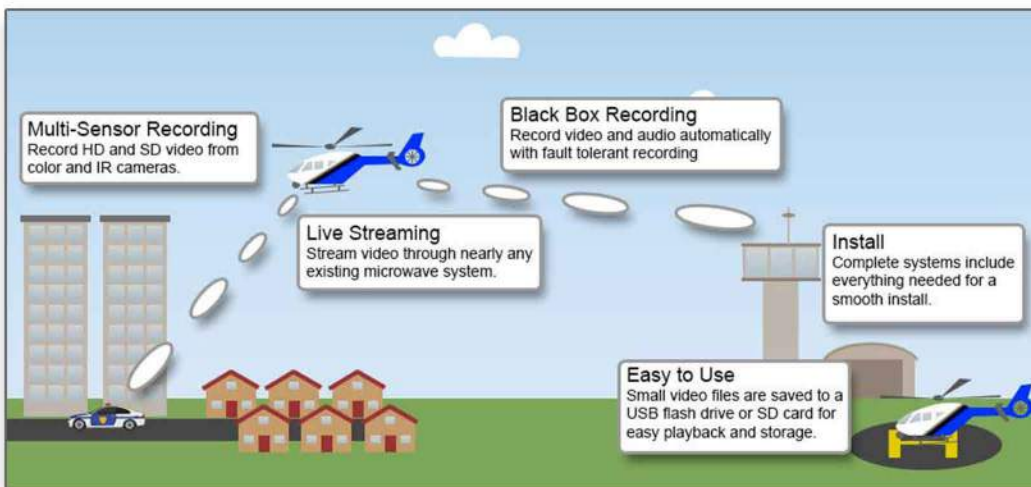 Multi-Sensor Recording
Record HD and SD video from
color and IR cameras.
Black Box Recording
Record video and audio automatically
with fault tolerant recording
Live Streaming
Stream video through nearly any
existing microwave system.
Install
Complete systems include
everything needed for a
smooth install.
Easy to Use
Small video files are saved to a
USB flash drive or SD card for
easy playback and storage.